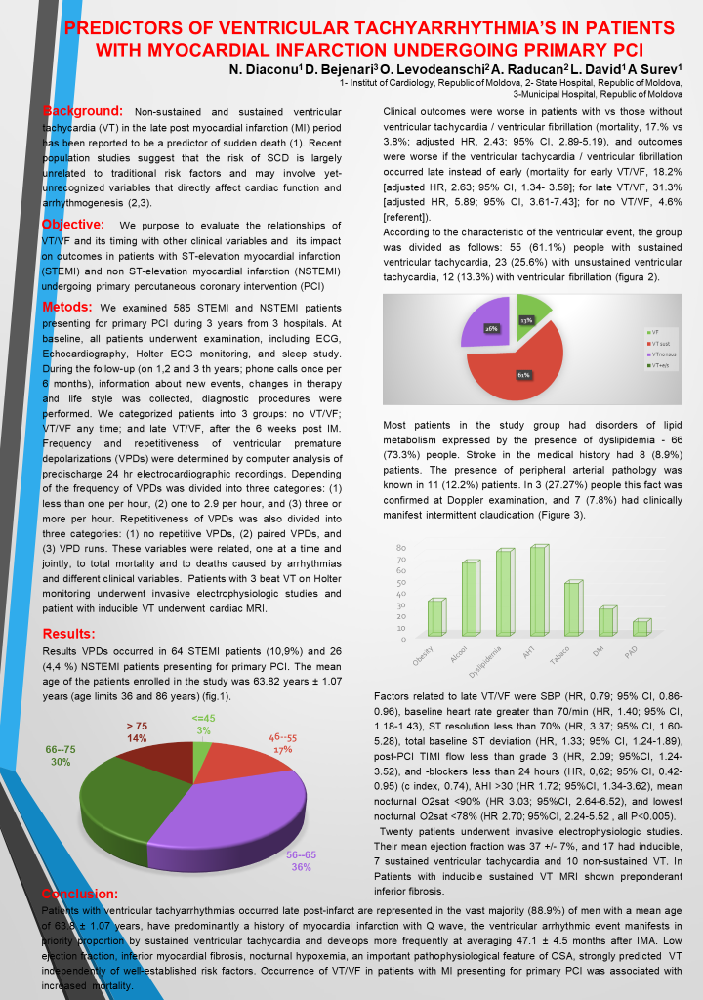 PREDICTORS OF VENTRICULAR TACHYARRHYTHMIA'S IN PATIENTS
WITH MYOCARDIAL INFARCTION UNDERGOING PRIMARY PCI
N. Diaconu¹ D. Bejenari³ O. Levodeanschi² A. Raducan² L. David¹ A Surev¹
1- Institut of Cardiology, Republic of Moldova, 2- State Hospital, Republic of Moldova,
3-Municipal Hospital, Republic of Moldova
Background: Non-sustained and sustained ventricular
tachycardia (VT) in the late post myocardial infarction (MI) period
has been reported to be a predictor of sudden death (1). Recent
population studies suggest that the risk of SCD is largely
unrelated to traditional risk factors and may involve yet-
unrecognized variables that directly affect cardiac function and
arrhythmogenesis (2,3).
Objective: We purpose to evaluate the relationships of
VT/VF and its timing with other clinical variables and its impact
on outcomes in patients with ST-elevation myocardial infarction
(STEMI) and non ST-elevation myocardial infarction (NSTEMI)
undergoing primary percutaneous coronary intervention (PCI)
Metods: We examined 585 STEMI and NSTEMI patients
presenting for primary PCI during 3 years from 3 hospitals. At
baseline, all patients underwent examination, including ECG,
Echocardiography, Holter ECG monitoring, and sleep study.
During the follow-up (on 1,2 and 3 th years; phone calls once per
6 months), information about new events, changes in therapy
and life style was collected, diagnostic procedures were
performed. We categorized patients into 3 groups: no VT/VF;
VT/VF any time; and late VT/VF, after the 6 weeks post IM.
Frequency and repetitiveness of ventricular premature
depolarizations (VPDs) were determined by computer analysis of
predischarge 24 hr electrocardiographic recordings. Depending
of the frequency of VPDs was divided into three categories: (1)
less than one per hour, (2) one to 2.9 per hour, and (3) three or
more per hour. Repetitiveness of VPDs was also divided into
three categories: (1) no repetitive VPDs, (2) paired VPDs, and
(3) VPD runs. These variables were related, one at a time and
jointly, to total mortality and to deaths caused by arrhythmias
and different clinical variables. Patients with 3 beat VT on Holter
monitoring underwent invasive electrophysiologic studies and
patient with inducible VT underwent cardiac MRI.
Results:
Results VPDs occurred in 64 STEMI patients (10,9%) and 26
(4,4 %) NSTEMI patients presenting for primary PCI. The mean
age of the patients enrolled in the study was 63.82 years ± 1.07
years (age limits 36 and 86 years) (fig.1).
<=45
3%
46--55
17%
56--65
36%
66--75
30%
> 75
14%
Clinical outcomes were worse in patients with vs those without
ventricular tachycardia / ventricular fibrillation (mortality, 17.% vs
3.8%; adjusted HR, 2.43; 95% CI, 2.89-5.19), and outcomes
were worse if the ventricular tachycardia / ventricular fibrillation
occurred late instead of early (mortality for early VT/VF, 18.2%
[adjusted HR, 2.63; 95% CI, 1.34- 3.59]; for late VT/VF, 31.3%
[adjusted HR, 5.89; 95% CI, 3.61-7.43]; for no VT/VF, 4.6%
[referent]).
According to the characteristic of the ventricular event, the group
was divided as follows: 55 (61.1%) people with sustained
ventricular tachycardia, 23 (25.6%) with unsustained ventricular
tachycardia, 12 (13.3%) with ventricular fibrillation (figura 2).
13%
61%
26%
VF
VT sust
VTnonsus
VT+e/s
Most patients in the study group had disorders of lipid
metabolism expressed by the presence of dyslipidemia - 66
(73.3%) people. Stroke in the medical history had 8 (8.9%)
patients. The presence of peripheral arterial pathology was
known in 11 (12.2%) patients. In 3 (27.27%) people this fact was
confirmed at Doppler examination, and 7 (7.8%) had clinically
manifest intermittent claudication (Figure 3).
80
70
60
50
40
30
20
10
0
Obesity
Alcool
Dyslipidemia
AHT
Tabaco
DM
PAD
Factors related to late VT/VF were SBP (HR, 0.79; 95% CI, 0.86-
0.96), baseline heart rate greater than 70/min (HR, 1.40; 95% CI,
1.18-1.43), ST resolution less than 70% (HR, 3.37; 95% CI, 1.60-
5.28), total baseline ST deviation (HR, 1.33; 95% CI, 1.24-1.89),
post-PCI TIMI flow less than grade 3 (HR, 2.09; 95%CI, 1.24-
3.52), and -blockers less than 24 hours (HR, 0,62; 95% CI, 0.42-
0.95) (c index, 0.74), AHI >30 (HR 1.72; 95%CI, 1.34-3.62), mean
nocturnal O2sat <90% (HR 3.03; 95%CI, 2.64-6.52), and lowest
nocturnal O2sat <78% (HR 2.70; 95%CI, 2.24-5.52 , all P<0.005).
Twenty patients underwent invasive electrophysiologic studies.
Their mean ejection fraction was 37 +/- 7%, and 17 had inducible,
7 sustained ventricular tachycardia and 10 non-sustained VT. In
Patients with inducible sustained VT MRI shown preponderant
inferior fibrosis.
Conclusion:
Patients with ventricular tachyarrhythmias occurred late post-infarct are represented in the vast majority (88.9%) of men with a mean age
of 63.8 ± 1.07 years, have predominantly a history of myocardial infarction with Q wave, the ventricular arrhythmic event manifests in
priority proportion by sustained ventricular tachycardia and develops more frequently at averaging 47.1 ± 4.5 months after IMA. Low
ejection fraction, inferior myocardial fibrosis, nocturnal hypoxemia, an important pathophysiological feature of OSA, strongly predicted VT
independently of well-established risk factors. Occurrence of VT/VF in patients with MI presenting for primary PCI was associated with
increased mortality.